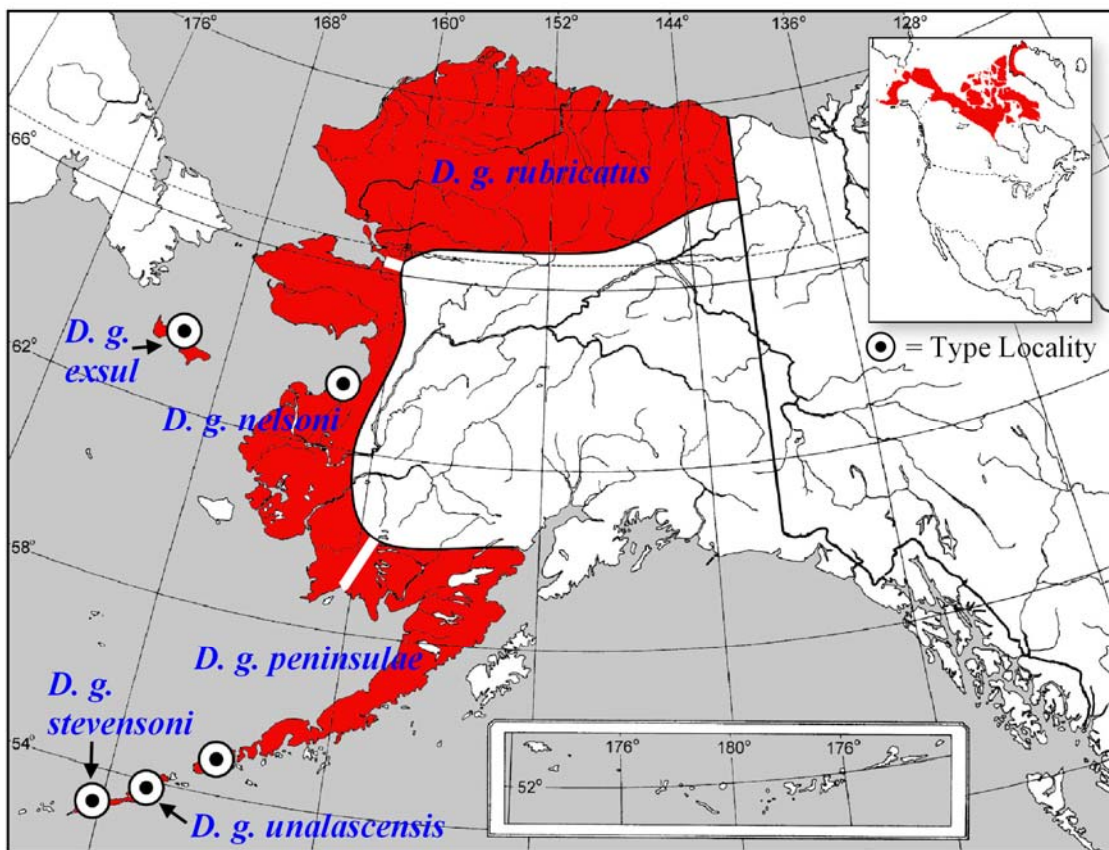 176°
168°
160°
152°
144°
136°
128°
66°
D. g. rubricatus
62°
D. g.
exsul
= Type Locality
D. g. nelsoni
58°
D. g. peninsulae
D. g.
stevensoni
54°
176°
180°
176°
52°
D. g. unalascensis